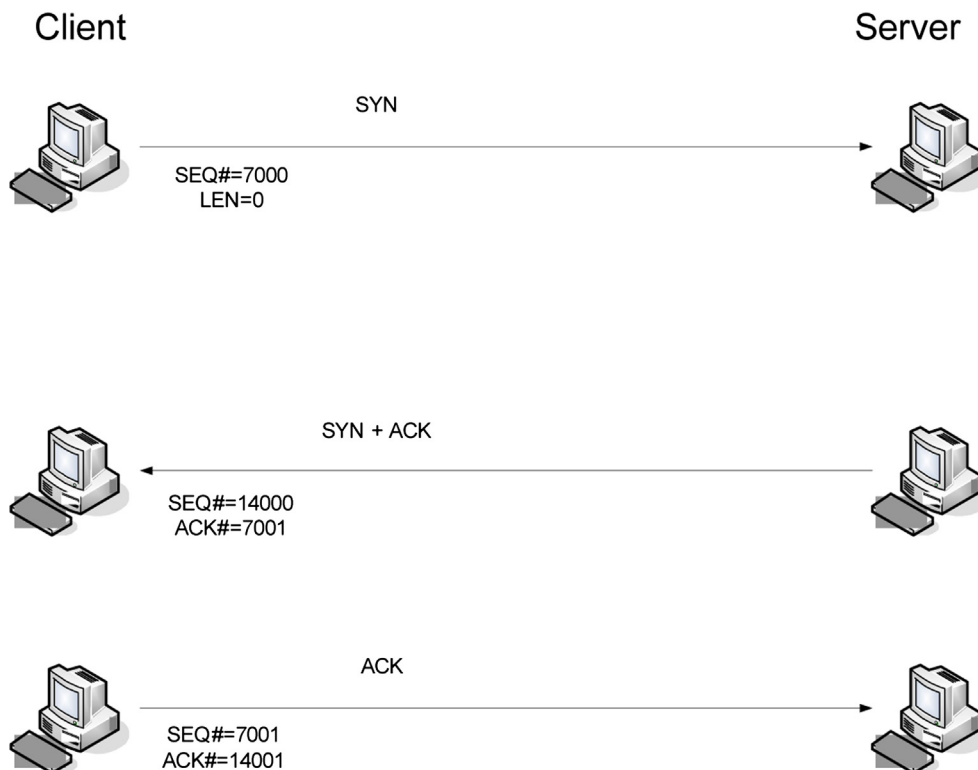 Client
Server
SYN
SEQ#=7000
LEN=0
SYN + ACK
SEQ#=14000
ACK#=7001
ACK
SEQ#=7001
ACK#=14001